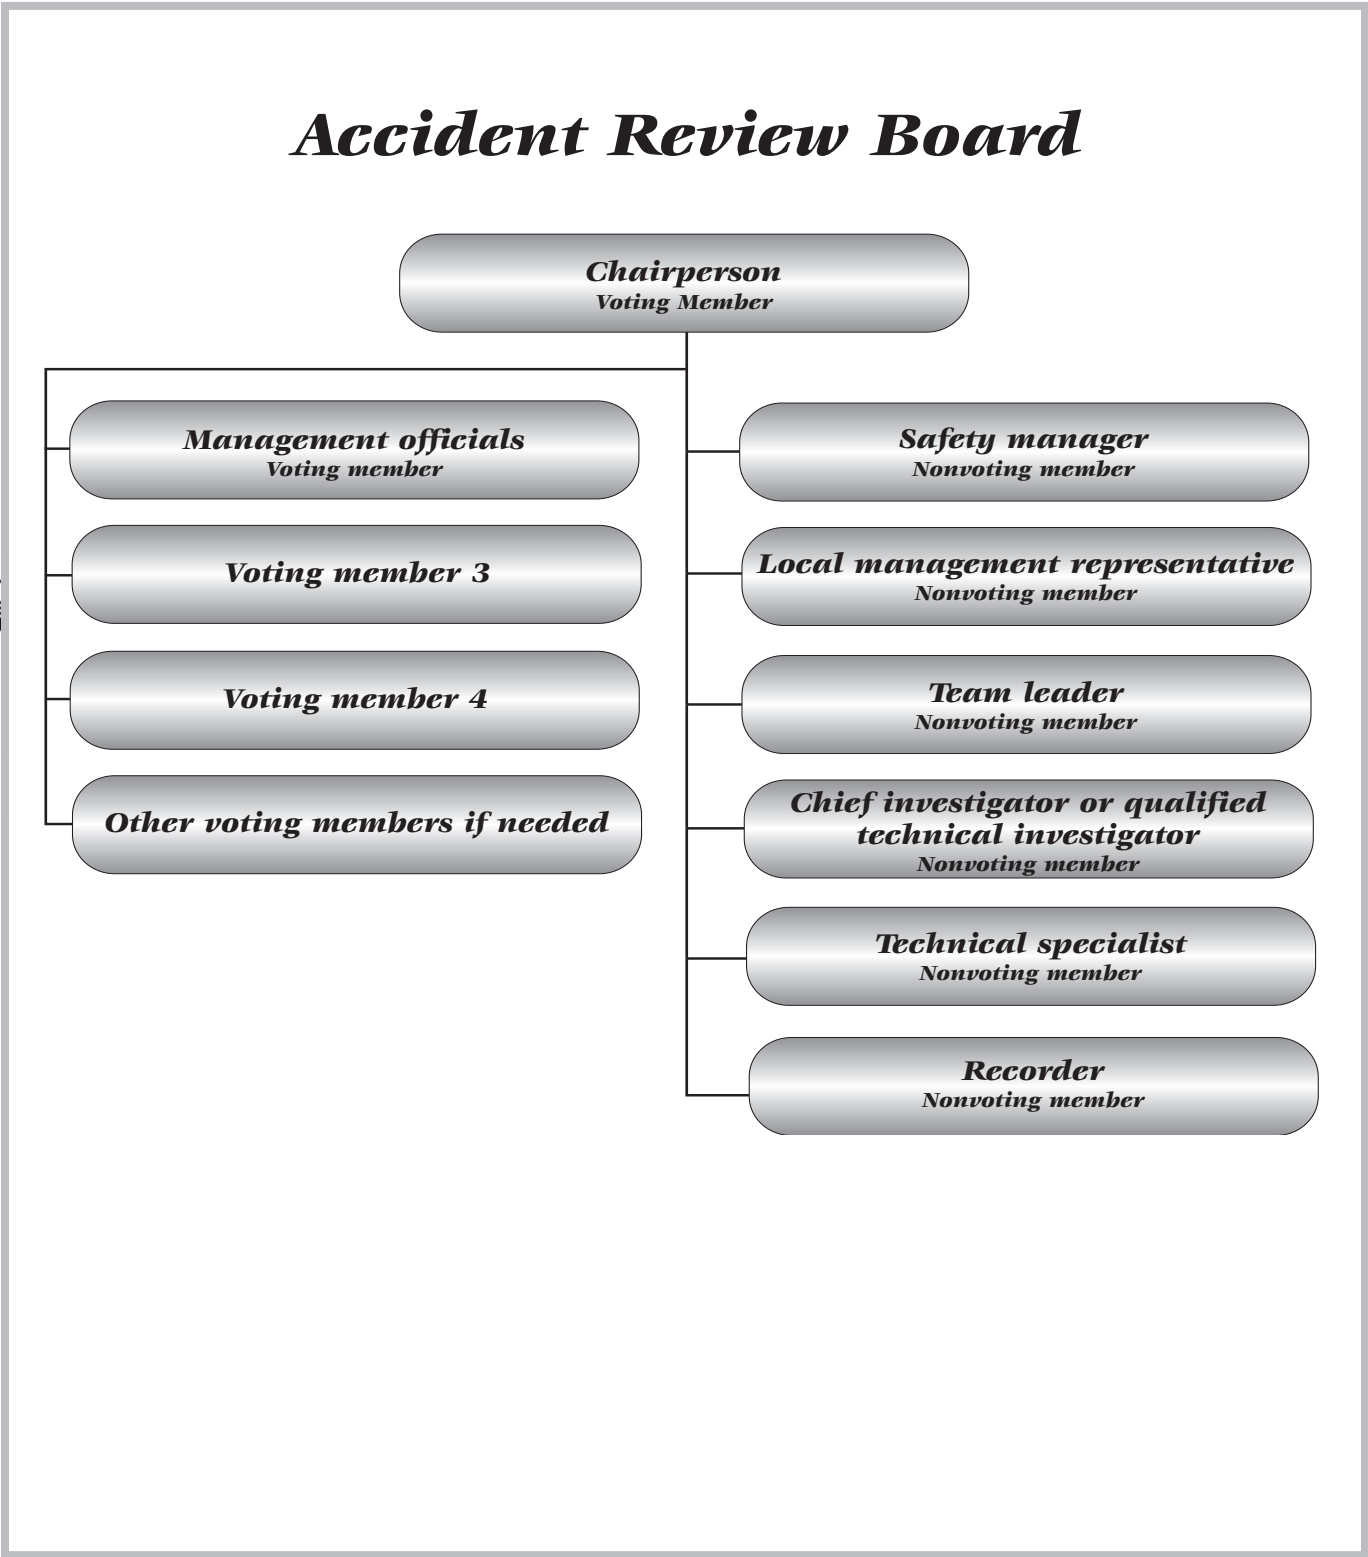 Accident Review Board
Chairperson
Voting Member
Management officials
Voting member
Voting member 3
Voting member 4
Other voting members if needed
Safety manager
Nonvoting member
Local management representative
Nonvoting member
Team leader
Nonvoting member
Chief investigator or qualified
technical investigator
Nonvoting member
Technical specialist
Nonvoting member
Recorder
Nonvoting member